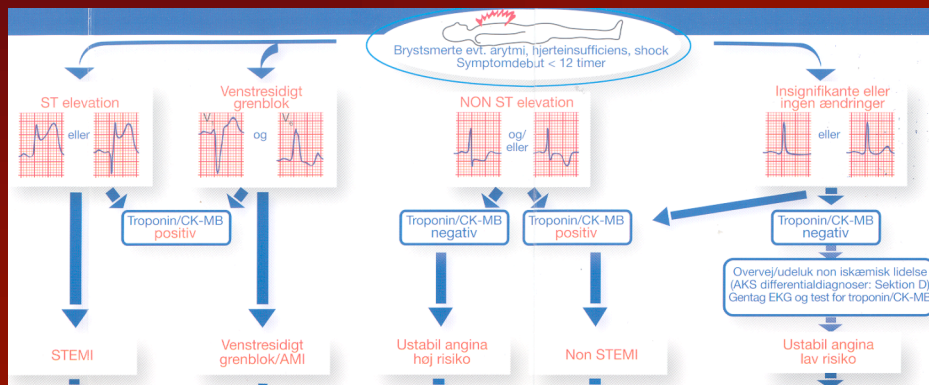 Brystsmerte evt. arytmi, hjerteinsufficiens, shock
Symptomdebut < 12 timer
ST elevation
eller
Venstresidigt
grenblok
V
og
V
NON ST elevation
og/
eller
Insignifikante eller
ingen ændringer
eller
Troponin/CK-MB
positiv
Troponin/CK-MB
negativ
Troponin/CK-MB
positiv
Troponin/CK-MB
negativ
Overvej/udeluk non iskæmisk lidelse
(AKS differentialdiagnoser: Sektion D)
Gentag EKG og test for troponin/CK-MB
STEMI
Venstresidigt
grenblok/AMI
Ustabil angina
høj risiko
Non STEMI
Ustabil angina
lav risiko